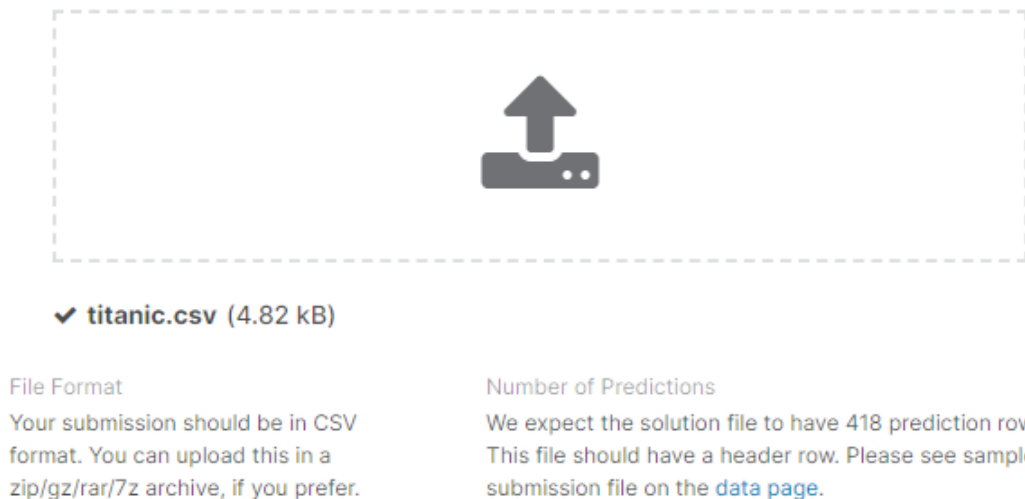 titanic.csv (4.82 kB)
File Format
Your submission should be in CSV
format. You can upload this in a
zip/gz/rar/7z archive, if you prefer.
Number of Predictions
We expect the solution file to have 418 prediction
This file should have a header row. Please see
submission file on the data page.